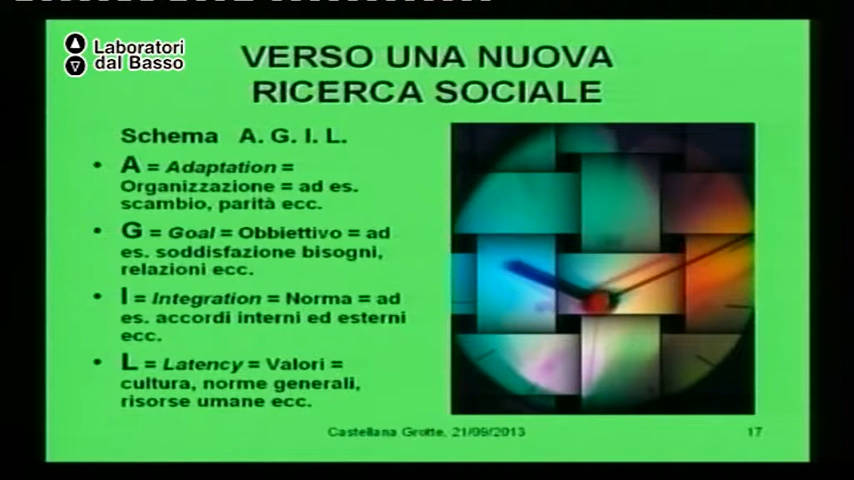 Laboratori
dal Basso
VERSO UNA NUOVA
RICERCA SOCIALE
Schema A. G. I. L.
• A = Adaptation =
Organizzazione = ad es.
scambio, parità ecc.
• G = Goal = Obbiettivo = ad
es. soddisfazione bisogni,
relazioni ecc.
• I = Integration = Norma = ad
es. accordi interni ed esterni
ecc.
• L = Latency = Valori =
cultura, norme generali,
risorse umane ecc.
Castellana Grotte, 21/09/2013
17